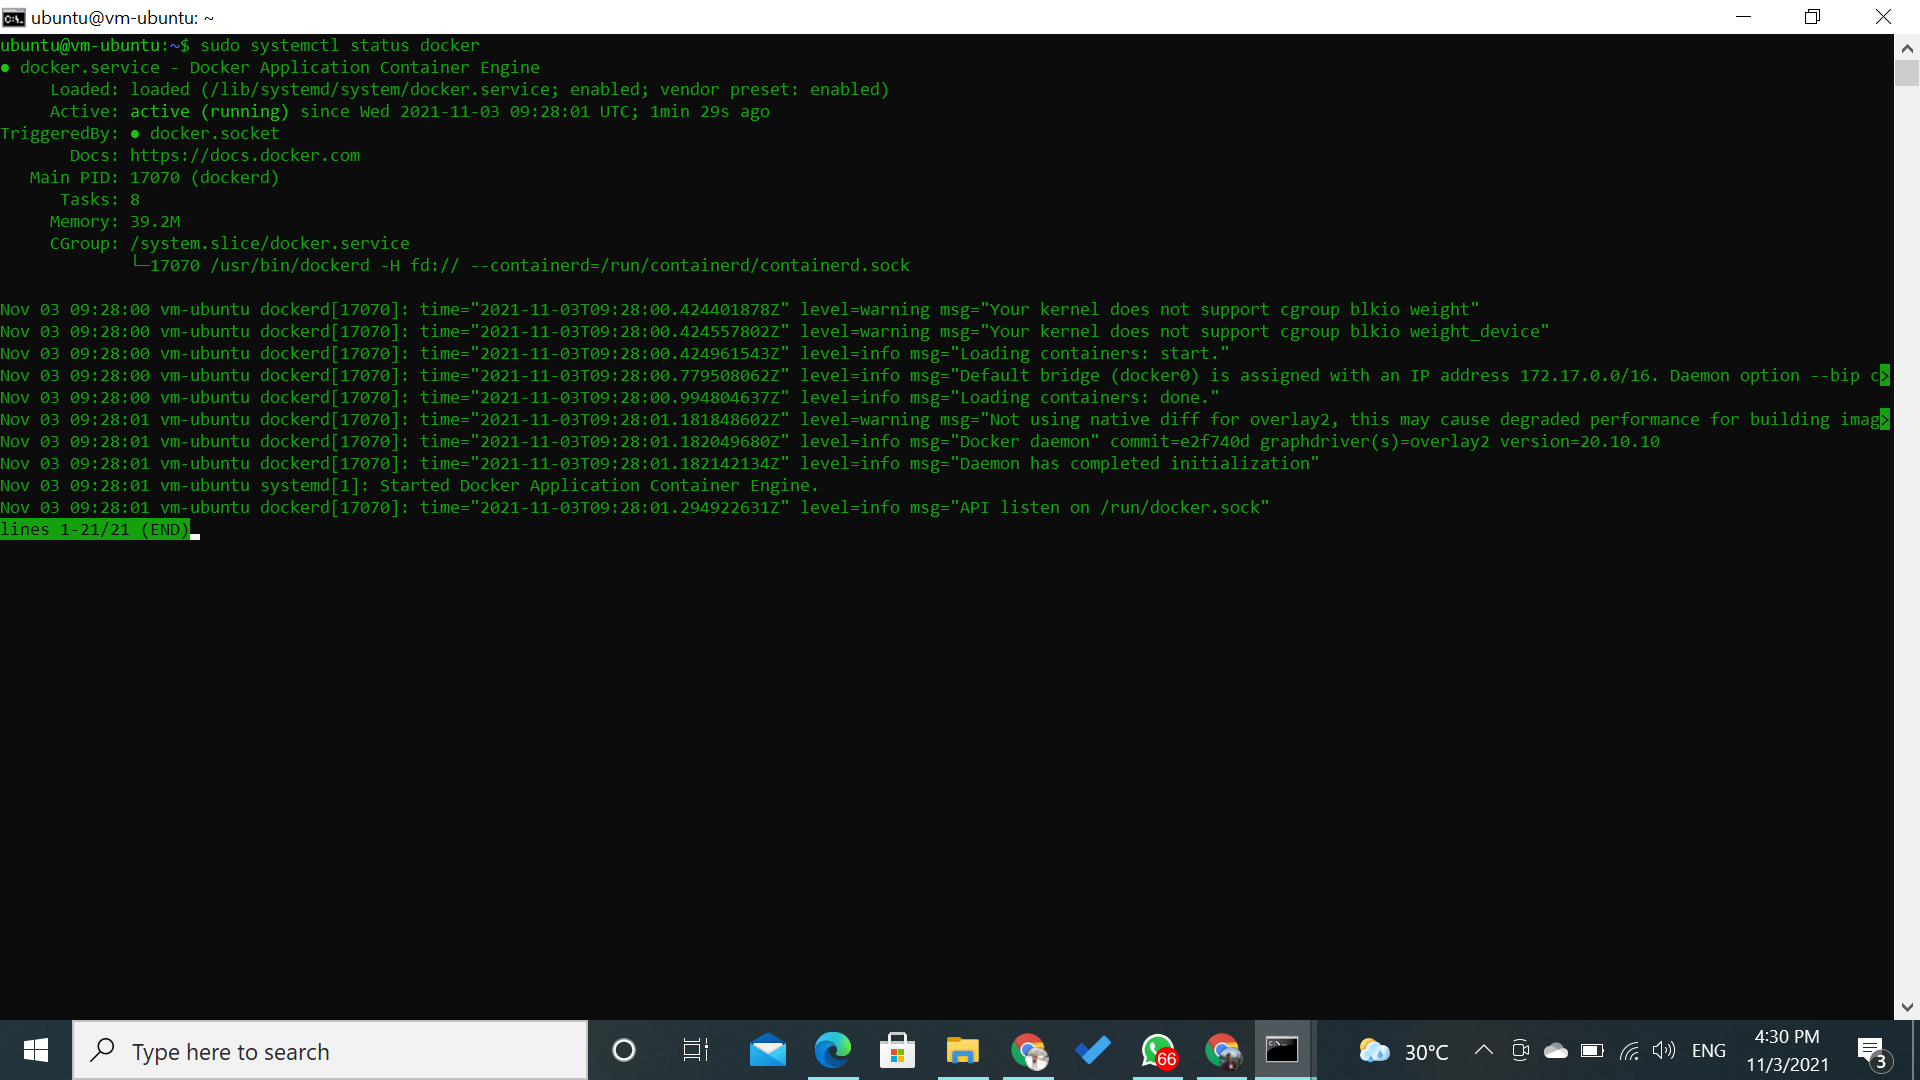 ubuntu@vm-ubuntu: ~
ubuntu@vm-ubuntu:~$ sudo systemctl status docker
● docker.service - Docker Application Container Engine
     Loaded: loaded (/lib/systemd/system/docker.service; enabled; vendor preset: enabled)
     Active: active (running) since Wed 2021-11-03 09:28:01 UTC; 1min 29s ago
TriggeredBy: ● docker.socket
       Docs: https://docs.docker.com
   Main PID: 17070 (dockerd)
      Tasks: 8
     Memory: 39.2M
     CGroup: /system.slice/docker.service
             └─17070 /usr/bin/dockerd -H fd:// --containerd=/run/containerd/containerd.sock
Nov 03 09:28:00 vm-ubuntu dockerd[17070]: time="2021-11-03T09:28:00.424401878Z" level=warning msg="Your kernel does not support cgroup blkio weight"
Nov 03 09:28:00 vm-ubuntu dockerd[17070]: time="2021-11-03T09:28:00.424557802Z" level=warning msg="Your kernel does not support cgroup blkio weight_device"
Nov 03 09:28:00 vm-ubuntu dockerd[17070]: time="2021-11-03T09:28:00.424961543Z" level=info msg="Loading containers: start."
Nov 03 09:28:00 vm-ubuntu dockerd[17070]: time="2021-11-03T09:28:00.779508062Z" level=info msg="Default bridge (docker0) is assigned with an IP address 172.17.0.0/16. Daemon option --bip c>
Nov 03 09:28:00 vm-ubuntu dockerd[17070]: time="2021-11-03T09:28:00.994804637Z" level=info msg="Loading containers: done."
Nov 03 09:28:01 vm-ubuntu dockerd[17070]: time="2021-11-03T09:28:01.181848602Z" level=warning msg="Not using native diff for overlay2, this may cause degraded performance for building imag>
Nov 03 09:28:01 vm-ubuntu dockerd[17070]: time="2021-11-03T09:28:01.182049680Z" level=info msg="Docker daemon" commit=e2f740d graphdriver(s)=overlay2 version=20.10.10
Nov 03 09:28:01 vm-ubuntu dockerd[17070]: time="2021-11-03T09:28:01.182142134Z" level=info msg="Daemon has completed initialization"
Nov 03 09:28:01 vm-ubuntu systemd[1]: Started Docker Application Container Engine.
Nov 03 09:28:01 vm-ubuntu dockerd[17070]: time="2021-11-03T09:28:01.294922631Z" level=info msg="API listen on /run/docker.sock"
lines 1-21/21 (END)
Type here to search
66
30°C
ENG
4:30 PM
11/3/2021
3